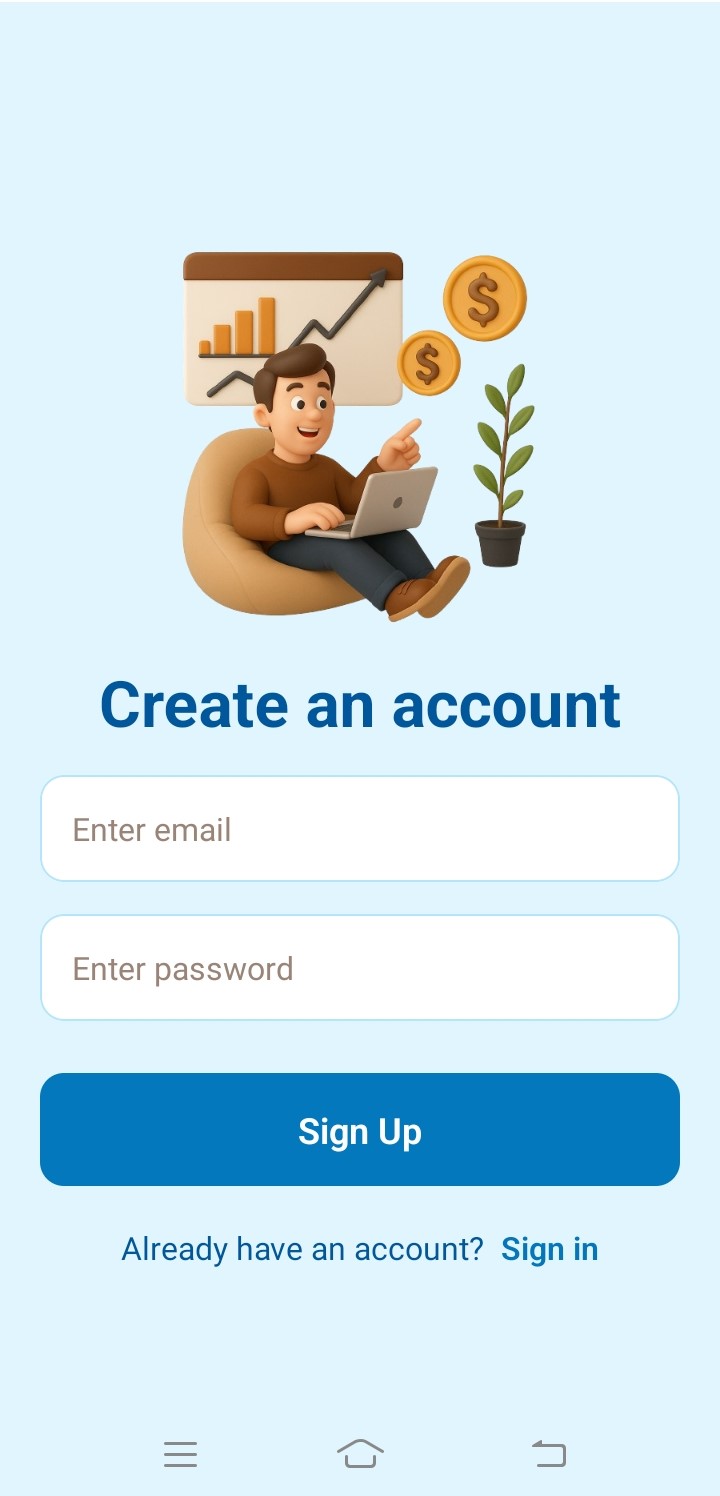 $
$
Create an account
Enter email
Enter password
Sign Up
Already have an account? Sign in